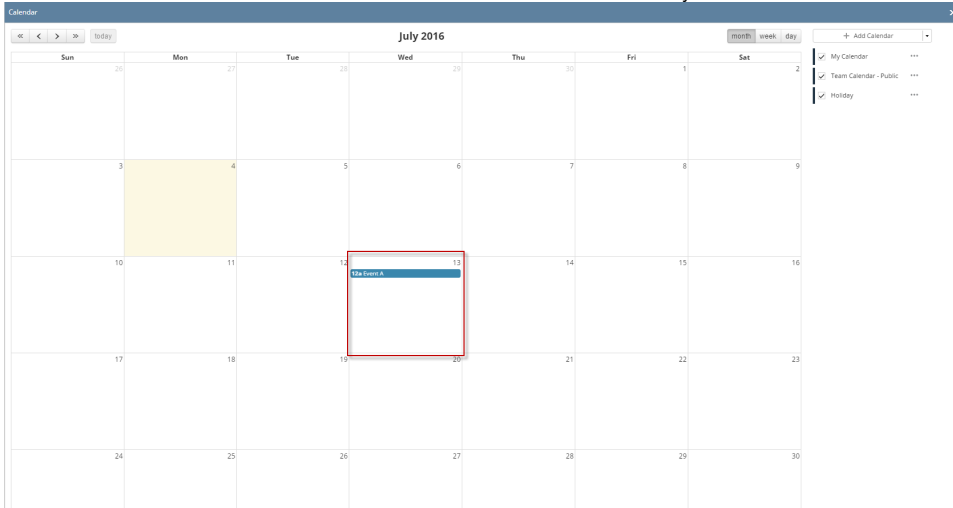 Calendar
« < > » today
July 2016
month week day
+ Add Calendar
Sun Mon Tue Wed Thu Fri Sat
My Calendar ...
Team Calendar - Public ...
Holiday ...
26 27 28 29 30 1 2
3 4 5 6 7 8 9
10 11 12 13 14 15 16
12a Event A
17 18 19 20 21 22 23
24 25 26 27 28 29 30